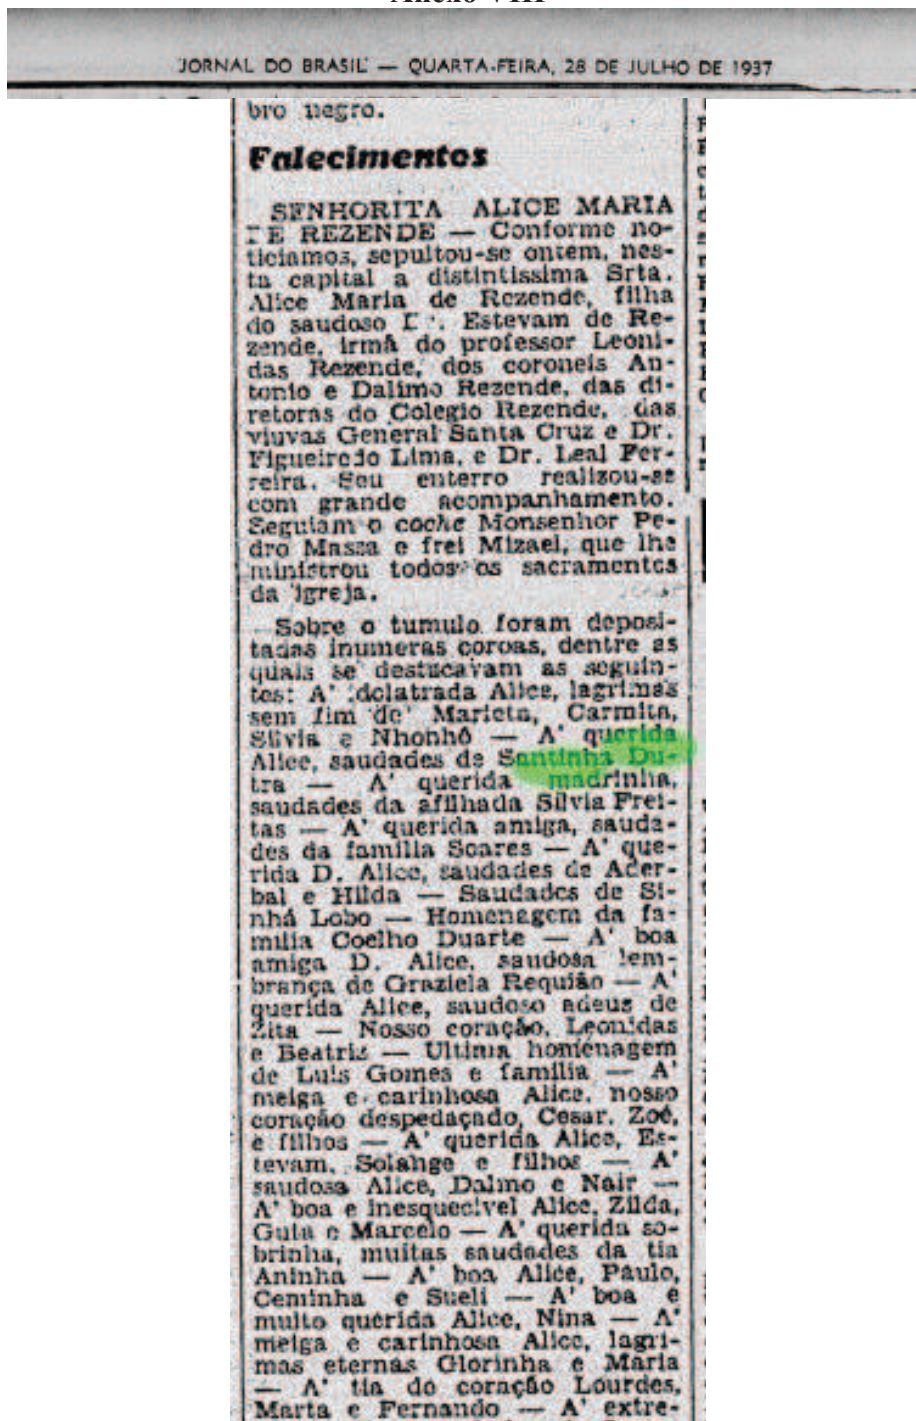 Anexo VIII
JORNAL DO BRASIL — QUARTA-FEIRA, 28 DE JULHO DE 1937
bro negro.
Falecimentos
SENHORITA ALICE MARIA
DE REZENDE — Conforme no-
ticiamos, sepultou-se ontem, nes-
ta capital a distintissima Srta.
Alice Maria de Rezende, filha
do saudoso Dr. Estevam de Re-
zende, irmã do professor Leoni-
das Rezende, dos coroneis An-
tonio e Dalimo Rezende, das di-
retoras do Colegio Rezende, das
viuvas General Santa Cruz e Dr.
Figueiredo Lima, e Dr. Leal Fer-
reira. Seu enterro realizou-se
com grande acompanhamento.
Seguiam o coche Monsenhor Pe-
dro Massa e frei Mizael, que lhe
ministrou todos os sacramentos
da Igreja.
Sobre o tumulo foram deposi-
tadas inumeras coroas, dentre as
quais se destacavam as seguin-
tes: A' idolatrada Alice, lagrimas
sem fim de Marieta, Carmita,
Silvia e Nhonhô — A' querida
Alice, saudades de Santinha Du-
tra — A' querida madrinha,
saudades da afilhada Silvia Frei-
tas — A' querida amiga, sauda-
des da familia Soares — A' que-
rida D. Alice, saudades de Ader-
bal e Hilda — Saudades de Si-
nhá Lobo — Homenagem da fa-
milia Coelho Duarte — A' boa
amiga D. Alice, saudosa lem-
brança de Graziela Requião — A'
querida Alice, saudoso adeus de
Zita — Nosso coração, Leonidas
e Beatriz — Ultima homenagem
de Luis Gomes e familia — A'
meiga e carinhosa Alice, nosso
coração despedaçado, Cesar, Zoé,
e filhos — A' querida Alice, Es-
tevam, Solange e filhos — A'
saudosa Alice, Dalmo e Nair —
A' boa e inesquecivel Alice, Zilda,
Guta e Marcelo — A' querida so-
brinha, muitas saudades da tia
Aninha — A' boa Alice, Paulo,
Ceminha e Sueli — A' boa e
muito querida Alice, Nina — A'
meiga e carinhosa Alice, lagri-
mas eternas Glorinha e Maria
— A' tia do coração Lourdes,
Marta e Fernando — A' extre-